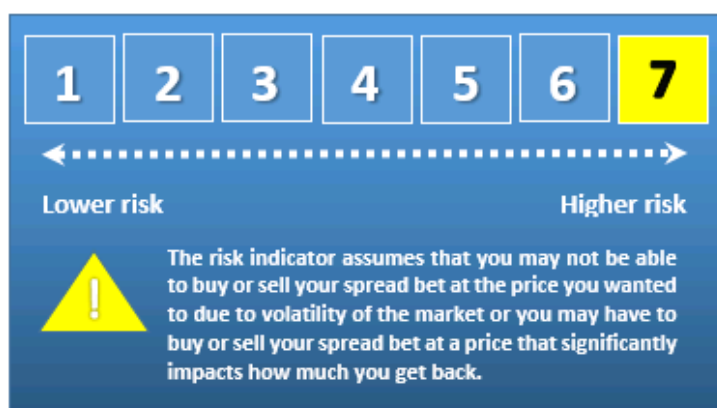 1 2 3 4 5 6 7
Lower risk Higher risk
!
The risk indicator assumes that you may not be able
to buy or sell your spread bet at the price you wanted
to due to volatility of the market or you may have to
buy or sell your spread bet at a price that significantly
impacts how much you get back.